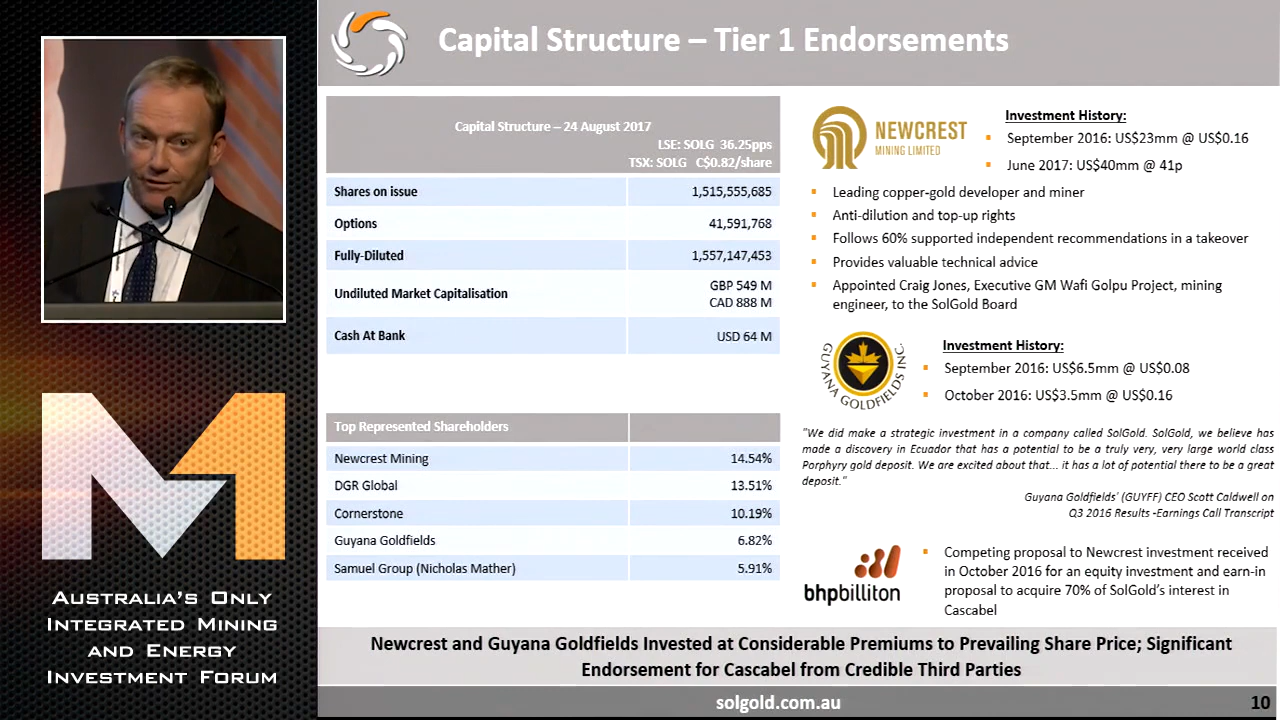 Capital Structure – Tier 1 Endorsements
Capital Structure – 24 August 2017
LSE: SOLG 36.25pps
TSX: SOLG C$0.82/share
Shares on issue 1,515,555,685
Options 41,591,768
Fully-Diluted 1,557,147,453
Undiluted Market Capitalisation GBP 549 M
CAD 888 M
Cash At Bank USD 64 M
Top Represented Shareholders
Newcrest Mining 14.54%
DGR Global 13.51%
Cornerstone 10.19%
Guyana Goldfields 6.82%
Samuel Group (Nicholas Mather) 5.91%
NEWCREST
MINING LIMITED
Investment History:
▪ September 2016: US$23mm @ US$0.16
▪ June 2017: US$40mm @ 41p
▪ Leading copper-gold developer and miner
▪ Anti-dilution and top-up rights
▪ Follows 60% supported independent recommendations in a takeover
▪ Provides valuable technical advice
▪ Appointed Craig Jones, Executive GM Wafi Golpu Project, mining
engineer, to the SolGold Board
GUYANA GOLDFIELDS INC.
Investment History:
▪ September 2016: US$6.5mm @ US$0.08
▪ October 2016: US$3.5mm @ US$0.16
"We did make a strategic investment in a company called SolGold. SolGold, we believe has
made a discovery in Ecuador that has a potential to be a truly very, very large world class
Porphyry gold deposit. We are excited about that... it has a lot of potential there to be a great
deposit."
Guyana Goldfields' (GUYFF) CEO Scott Caldwell on
Q3 2016 Results -Earnings Call Transcript
bhpbilliton
▪ Competing proposal to Newcrest investment received
in October 2016 for an equity investment and earn-in
proposal to acquire 70% of SolGold's interest in
Cascabel
Newcrest and Guyana Goldfields Invested at Considerable Premiums to Prevailing Share Price; Significant
Endorsement for Cascabel from Credible Third Parties
solgold.com.au 10
M
Australia's Only
Integrated Mining
and Energy
Investment Forum